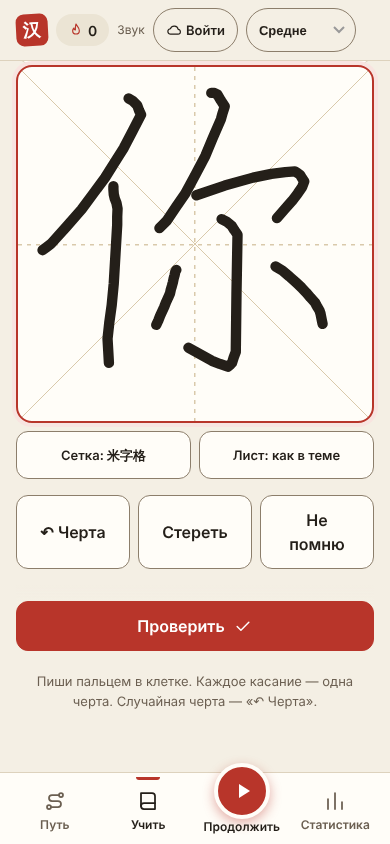 汉 0 Звук Войти Средне
你
Сетка: 米字格 Лист: как в теме
↶ Черта Стереть Не помню
Проверить
Пиши пальцем в клетке. Каждое касание — одна
черта. Случайная черта — «↶ Черта».
Путь Учить Продолжить Статистика